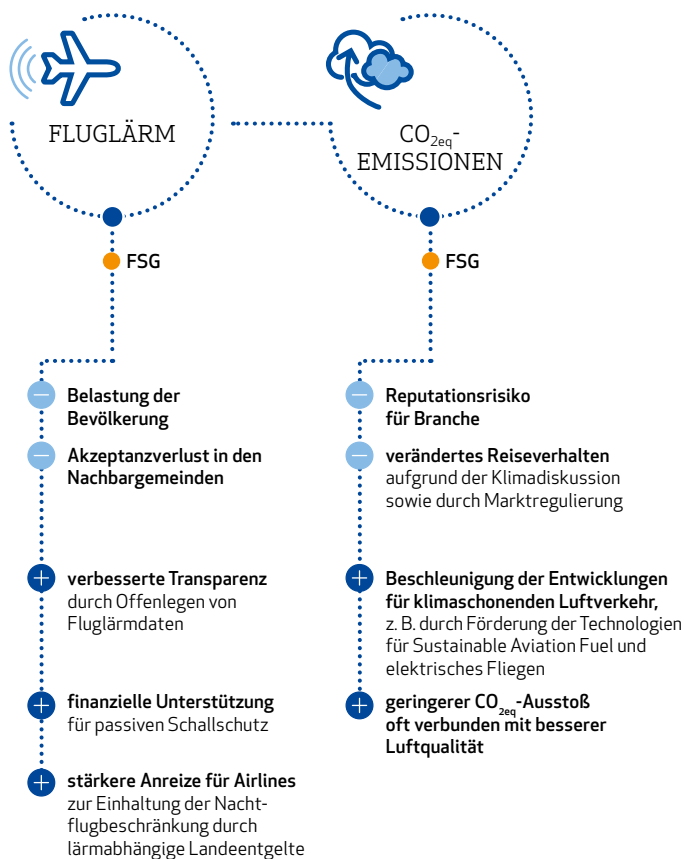 FLUGLÄRM
FSG
Belastung der
Bevölkerung
Akzeptanzverlust in den
Nachbargemeinden
verbesserte Transparenz
durch Offenlegen von
Fluglärmdaten
finanzielle Unterstützung
für passiven Schallschutz
stärkere Anreize für Airlines
zur Einhaltung der Nacht-
flugbeschränkung durch
lärmabhängige Landeentgelte
CO2eq-
EMISSIONEN
FSG
Reputationsrisiko
für Branche
verändertes Reiseverhalten
aufgrund der Klimadiskussion
sowie durch Marktregulierung
Beschleunigung der Entwicklungen
für klimaschonenden Luftverkehr,
z. B. durch Förderung der Technologien
für Sustainable Aviation Fuel und
elektrisches Fliegen
geringerer CO2eq-Ausstoß
oft verbunden mit besserer
Luftqualität